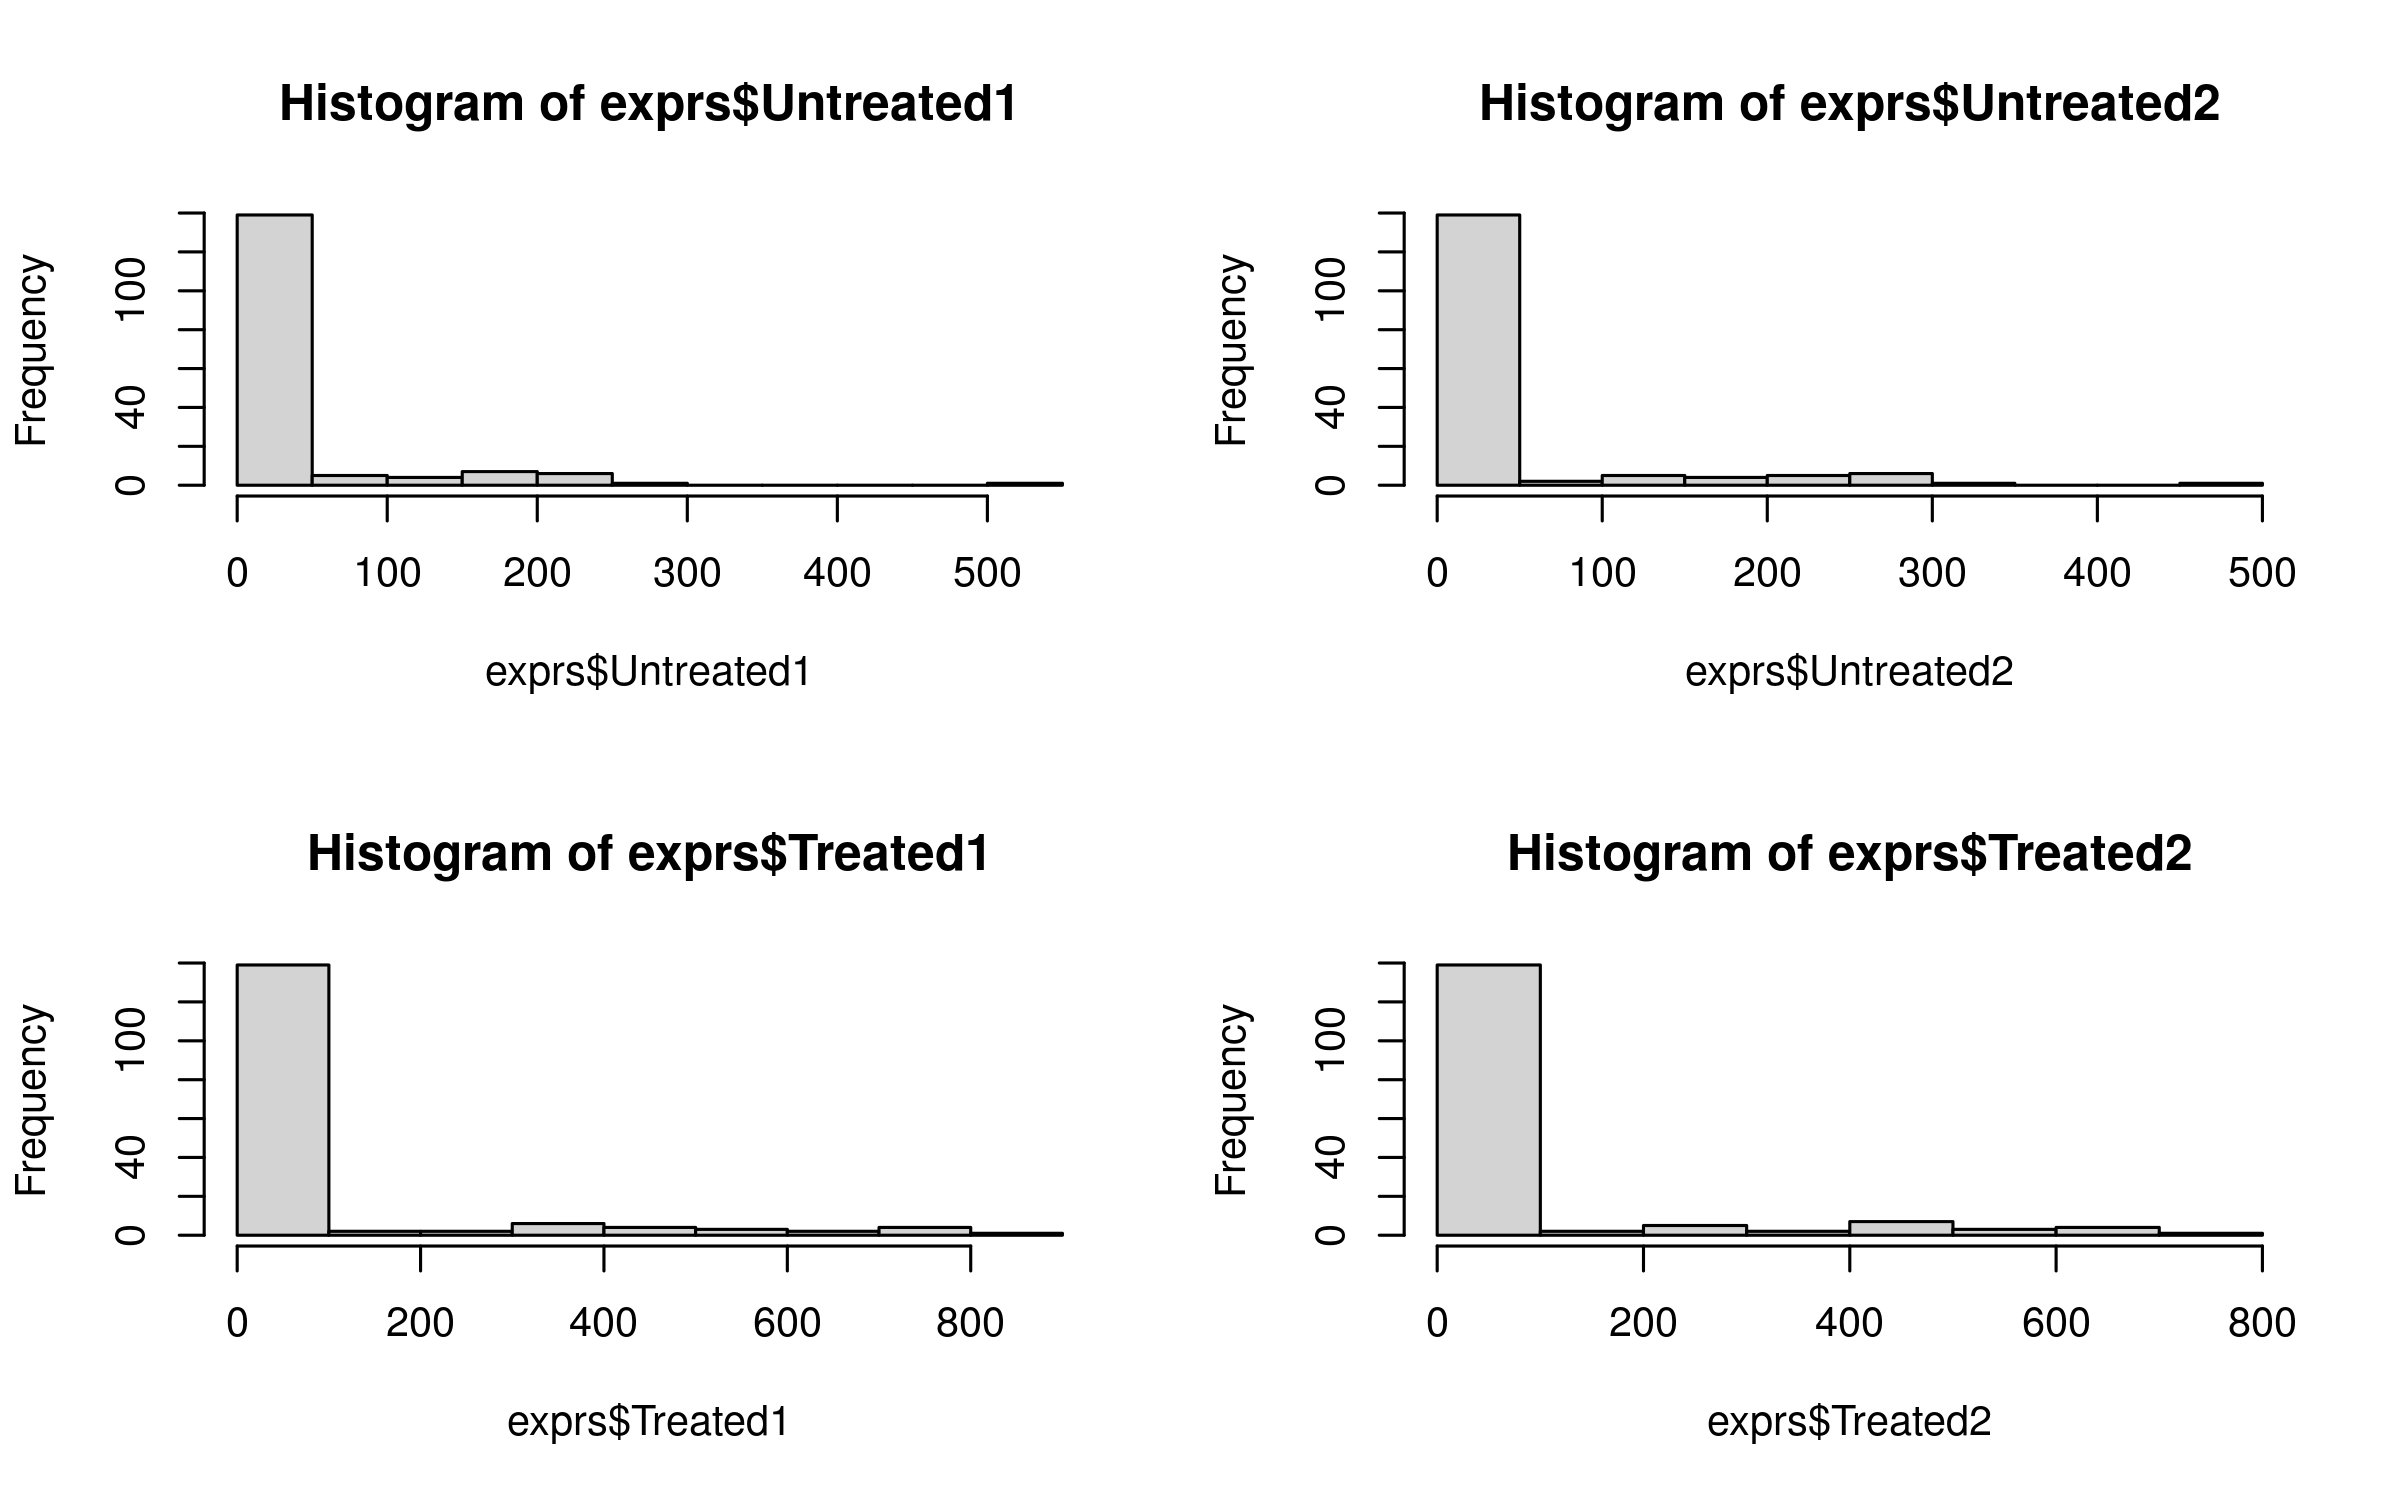 Histogram of exprs$Untreated1
Frequency
0 40 100
0 100 200 300 400 500
exprs$Untreated1
Histogram of exprs$Untreated2
Frequency
0 40 100
0 100 200 300 400 500
exprs$Untreated2
Histogram of exprs$Treated1
Frequency
0 40 100
0 200 400 600 800
exprs$Treated1
Histogram of exprs$Treated2
Frequency
0 40 100
0 200 400 600 800
exprs$Treated2